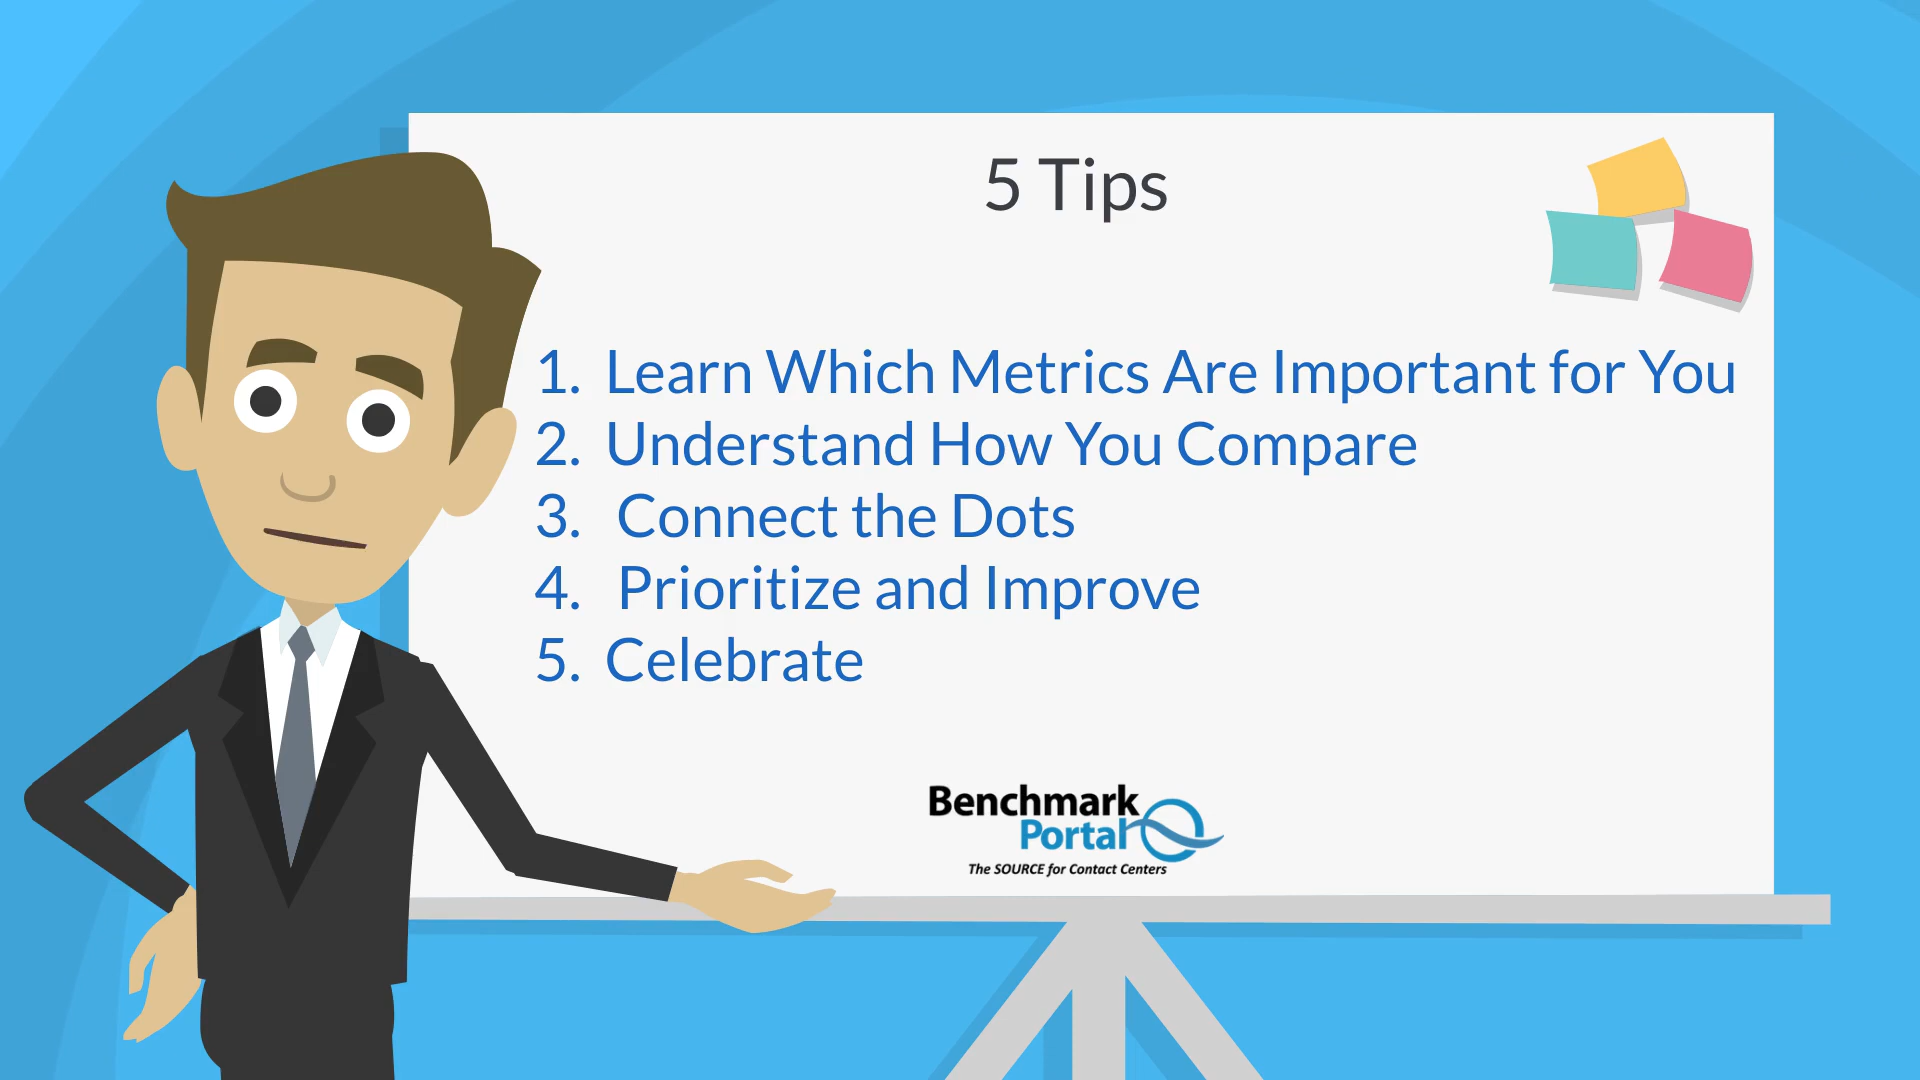 5 Tips
1. Learn Which Metrics Are Important for You
2. Understand How You Compare
3. Connect the Dots
4. Prioritize and Improve
5. Celebrate
Benchmark
Portal
The SOURCE for Contact Centers